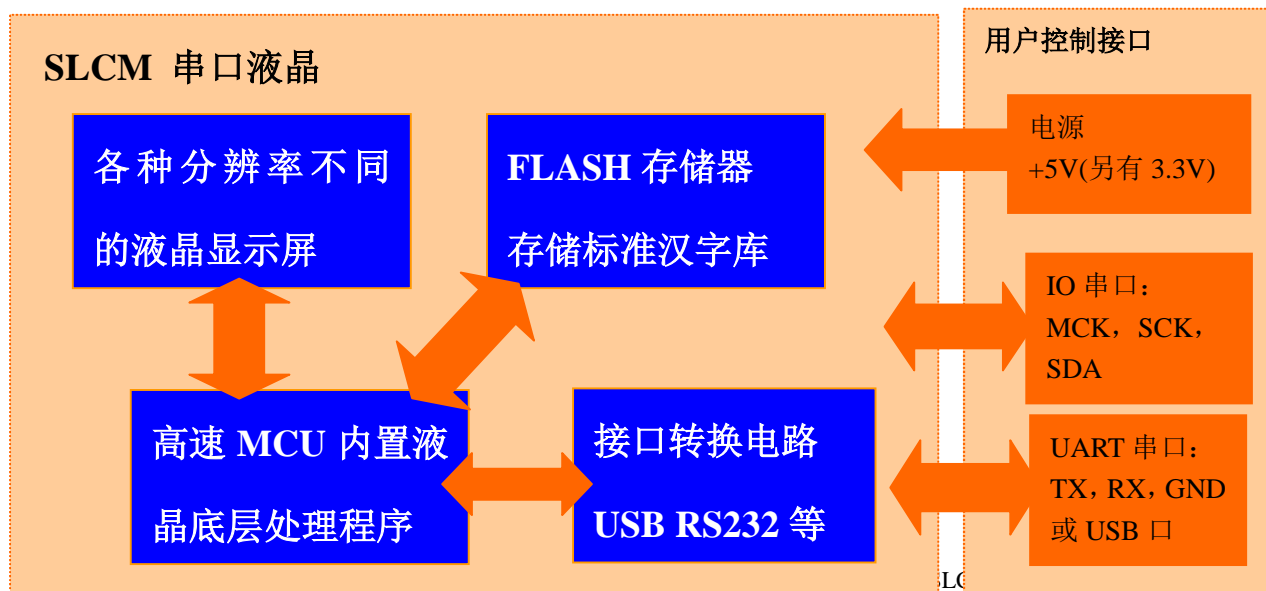 SLCM 串口液晶
各种分辨率不同
的液晶显示屏
FLASH 存储器
存储标准汉字库
高速 MCU 内置液
晶底层处理程序
接口转换电路
USB RS232 等
用户控制接口
电源
+5V(另有 3.3V)
IO 串口：
MCK，SCK，
SDA
UART 串口：
TX，RX，GND
或 USB 口